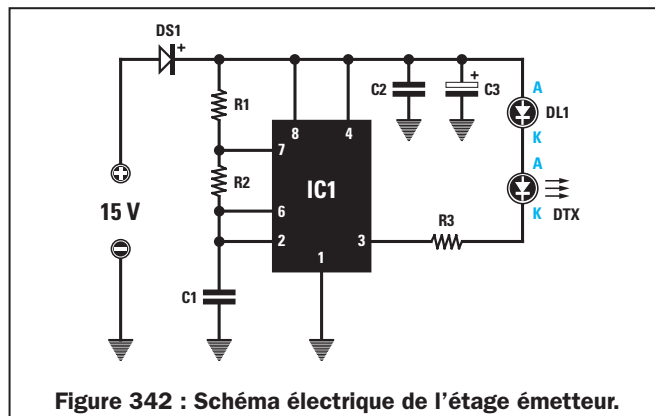 DS1
+
R1
8
4
C2
+
C3
A
DL1
K
7
R2
IC1
A
15 V
6
K
DTX
2
3
R3
1
C1
Figure 342 : Schéma électrique de l'étage émetteur.